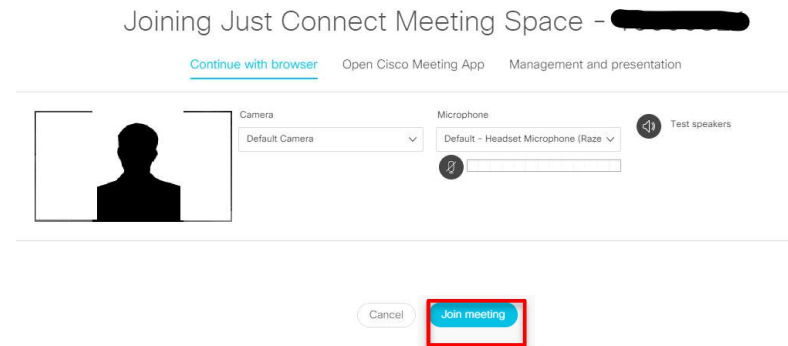 Joining Just Connect Meeting Space -
Continue with browser Open Cisco Meeting App Management and presentation
Camera Microphone
Default Camera Default - Headset Microphone (Raze Test speakers
Cancel Join meeting